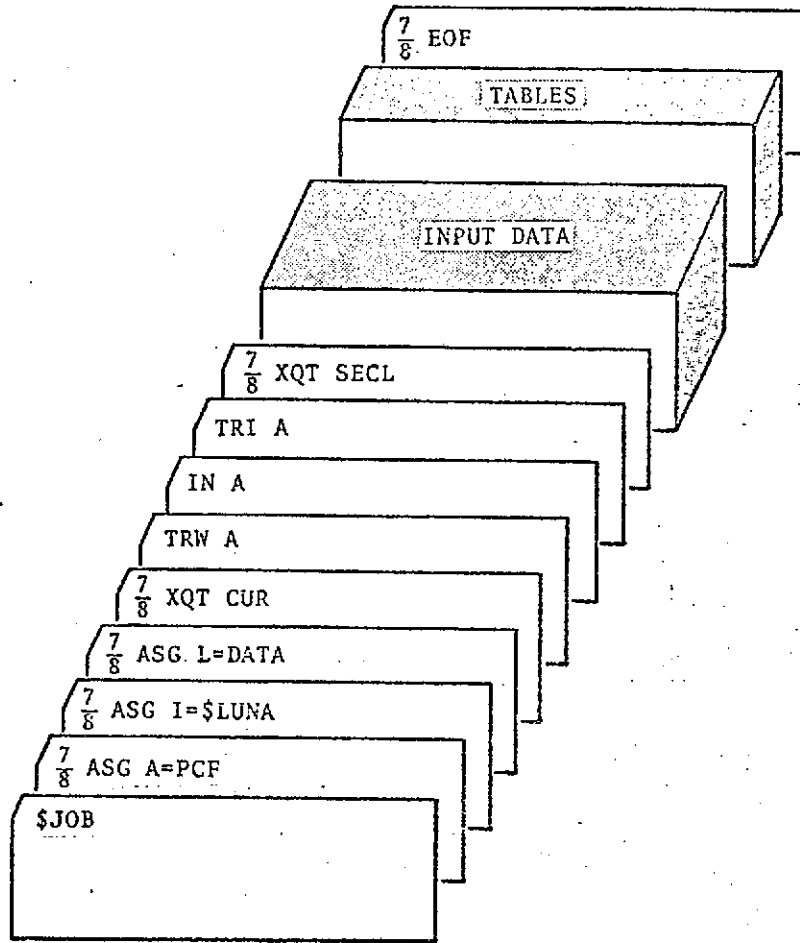 7/8 EOF
TABLES
INPUT DATA
7/8 XQT SECL
TRI A
IN A
TRW A
7/8 XQT CUR
7/8 ASG L=DATA
7/8 ASG I=$LUNA
7/8 ASG A=PCF
$JOB